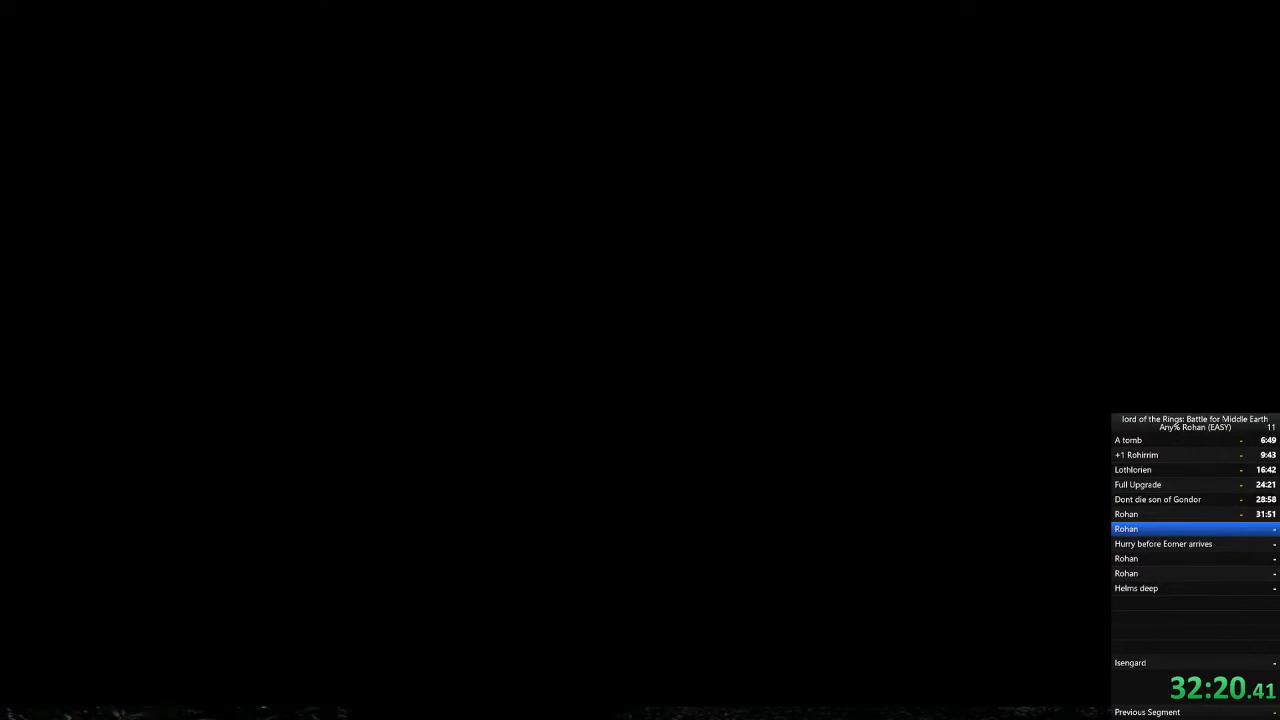 lord of the Rings: Battle for Middle Earth
Any% Rohan (EASY) 11
A tomb - 6:49
+1 Rohirrim - 9:43
Lothlorien - 16:42
Full Upgrade - 24:21
Dont die son of Gondor - 28:58
Rohan - 31:51
Rohan -
Hurry before Eomer arrives -
Rohan -
Rohan -
Helms deep -
Isengard -
32:20.41
Previous Segment -